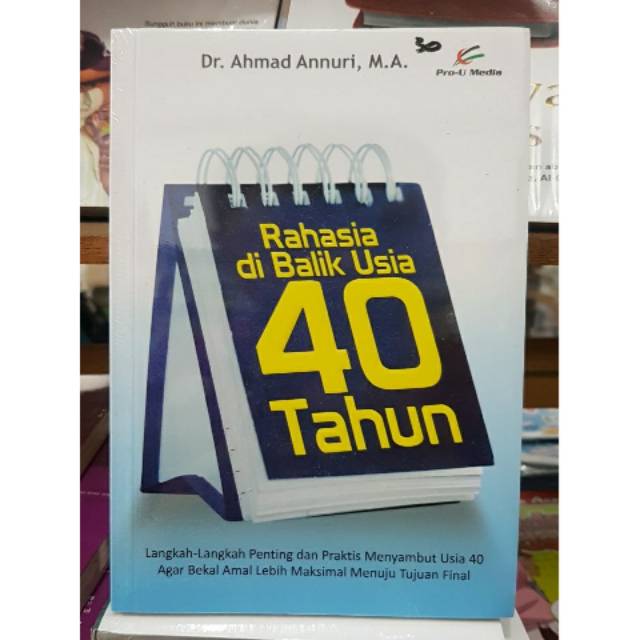 Dr. Ahmad Annuri, M.A.
30
Pro-U Media
Rahasia
di Balik Usia
40
Tahun
Langkah-Langkah Penting dan Praktis Menyambut Usia 40
Agar Bekal Amal Lebih Maksimal Menuju Tujuan Final